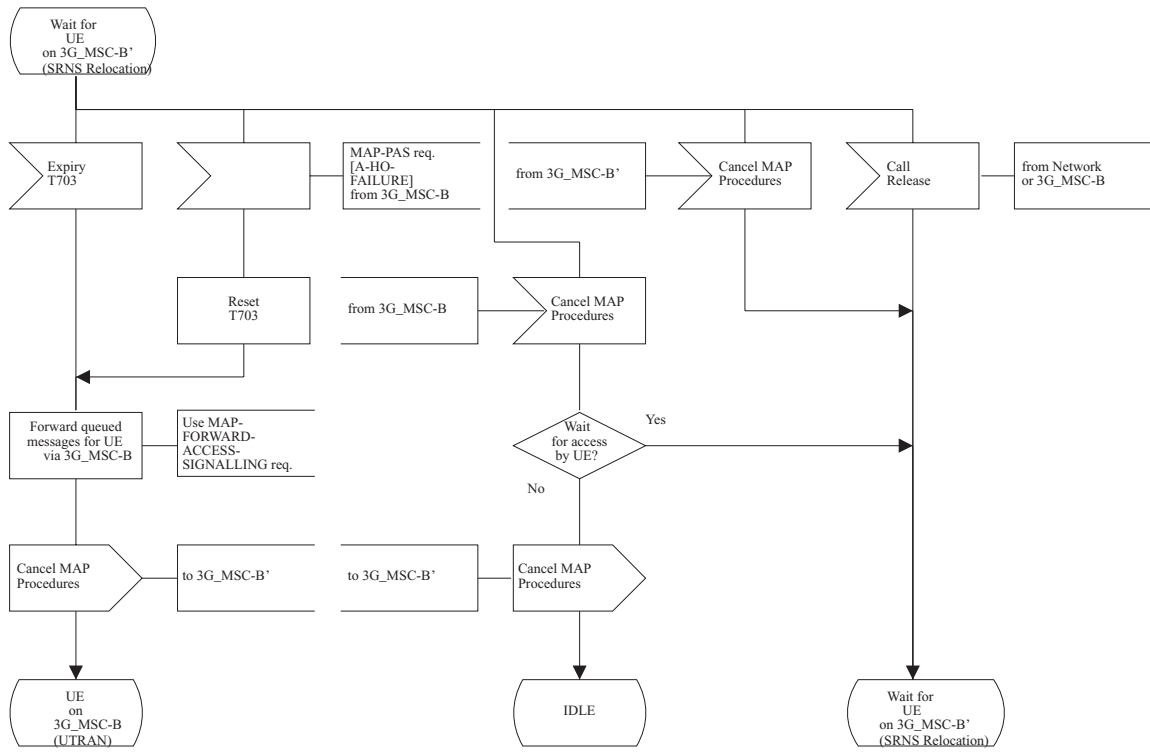 Wait for
UE
on 3G_MSC-B’
(SRNS Relocation)
Expiry
T703
MAP-PAS req.
[A-HO-
FAILURE]
from 3G_MSC-B
from 3G_MSC-B’
Cancel MAP
Procedures
Call
Release
from Network
or 3G_MSC-B
Reset
T703
from 3G_MSC-B
Cancel MAP
Procedures
Forward queued
messages for UE
via 3G_MSC-B
Use MAP-
FORWARD-
ACCESS-
SIGNALLING req.
Wait
for access
by UE?
Yes
No
Cancel MAP
Procedures
to 3G_MSC-B’
to 3G_MSC-B’
Cancel MAP
Procedures
UE
on
3G_MSC-B
(UTRAN)
IDLE
Wait for
UE
on 3G_MSC-B’
(SRNS Relocation)